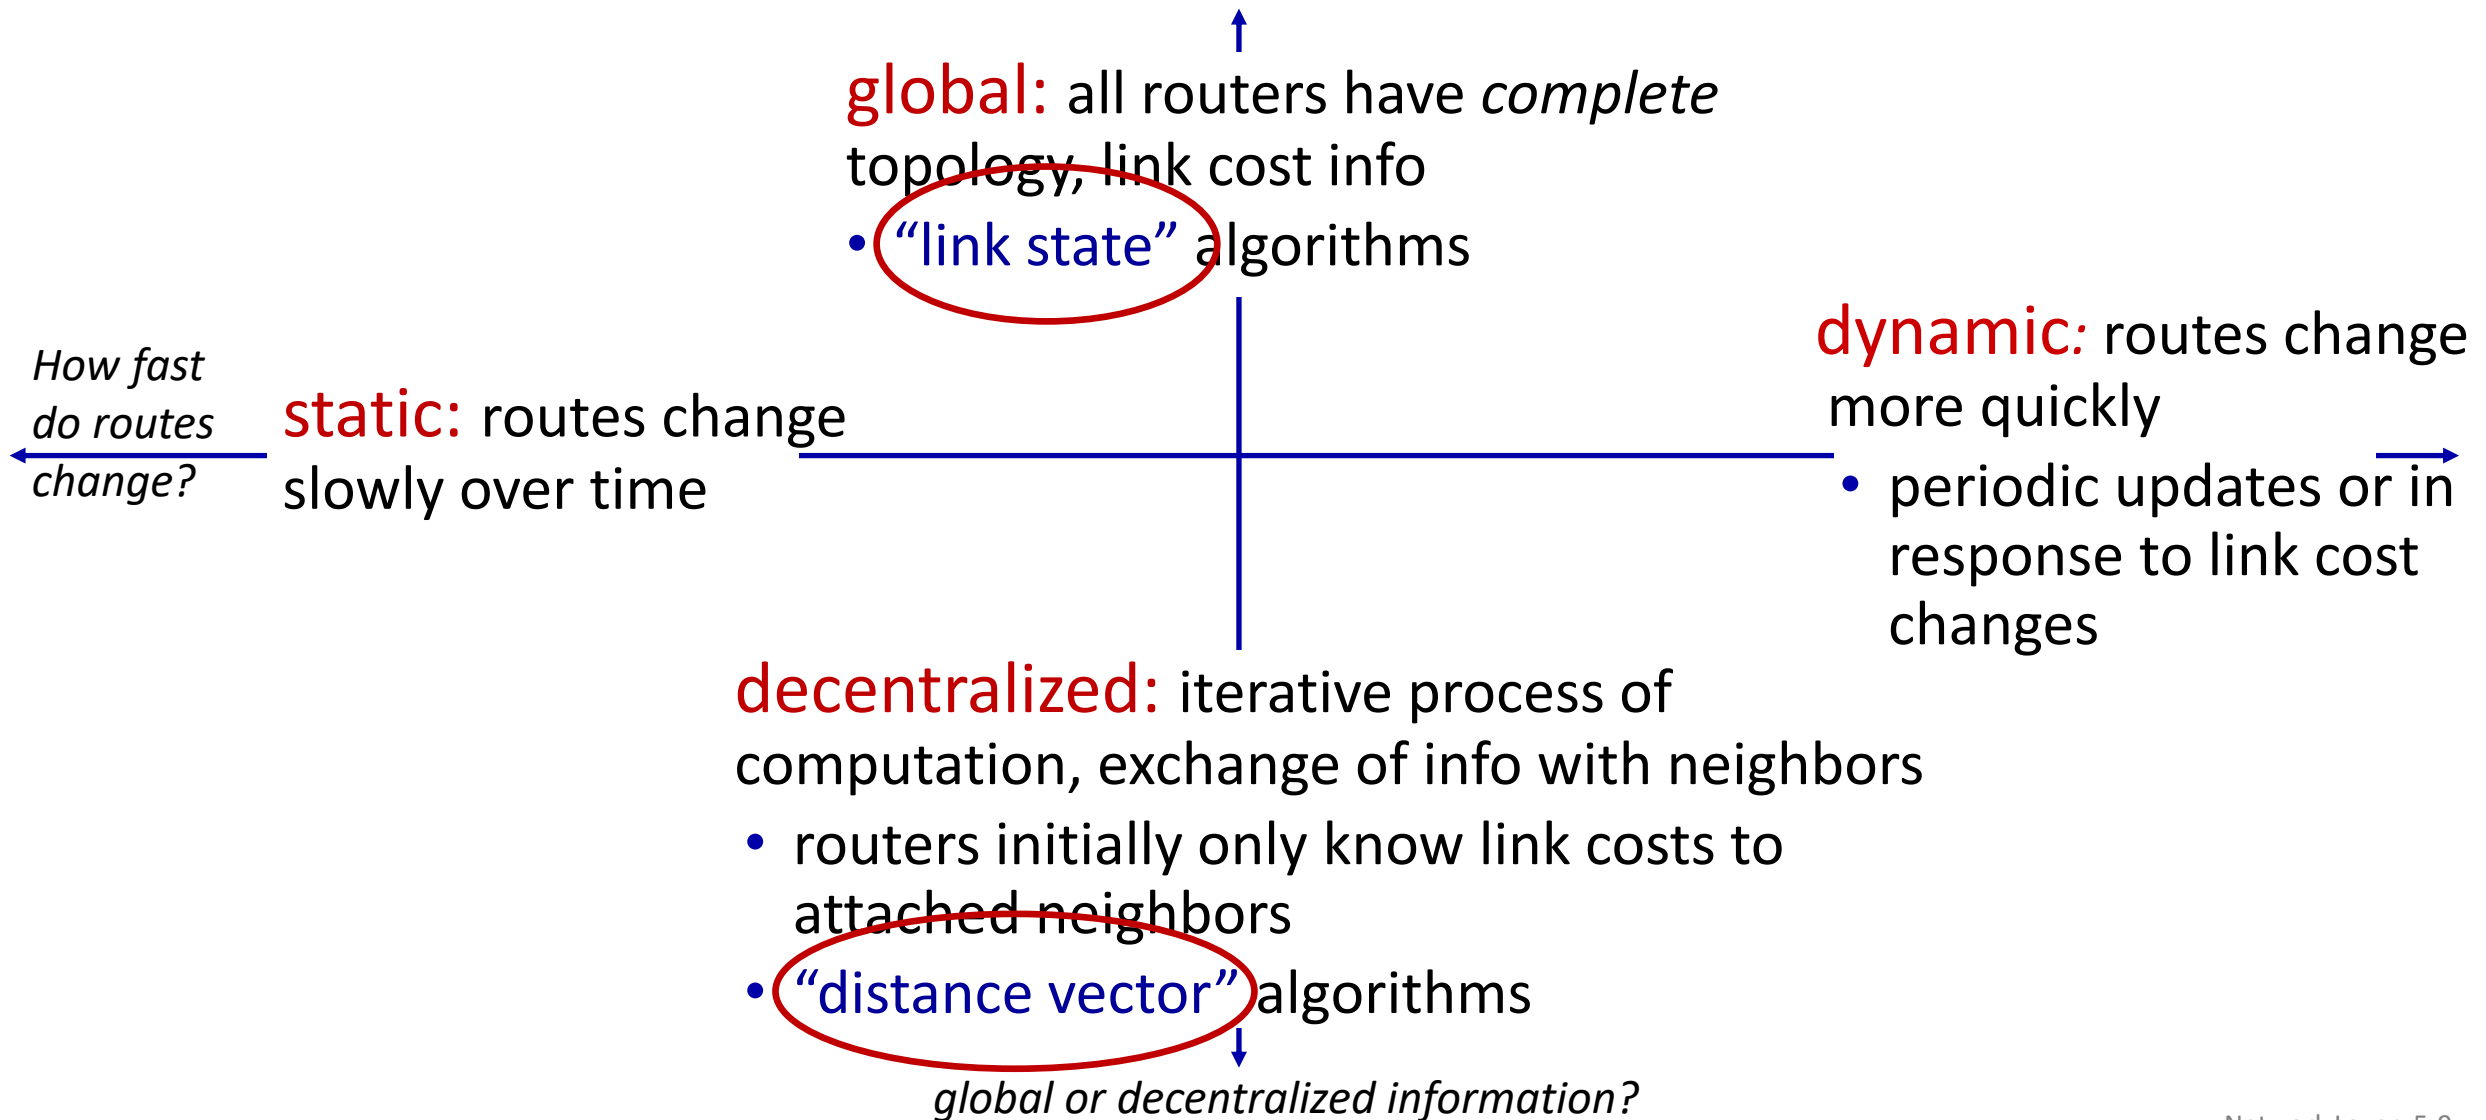 global: all routers have complete
topology, link cost info
• “link state” algorithms
How fast
do routes
change?
static: routes change
slowly over time
dynamic: routes change
more quickly
• periodic updates or in
response to link cost
changes
decentralized: iterative process of
computation, exchange of info with neighbors
• routers initially only know link costs to
attached neighbors
• “distance vector” algorithms
global or decentralized information?